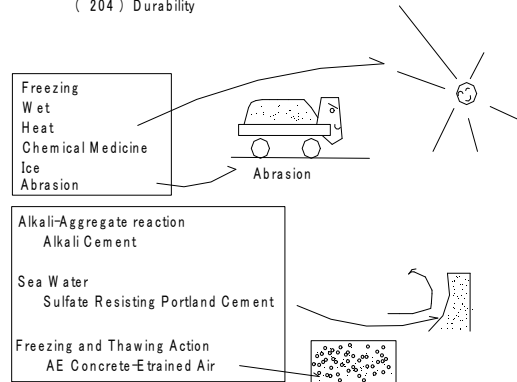 ( 204 ) Durability
Freezing
Wet
Heat
Chemical Medicine
Ice
Abrasion
Abrasion
Alkali-Aggregate reaction
Alkali Cement
Sea Water
Sulfate Resisting Portland Cement
Freezing and Thawing Action
AE Concrete-Etrained Air